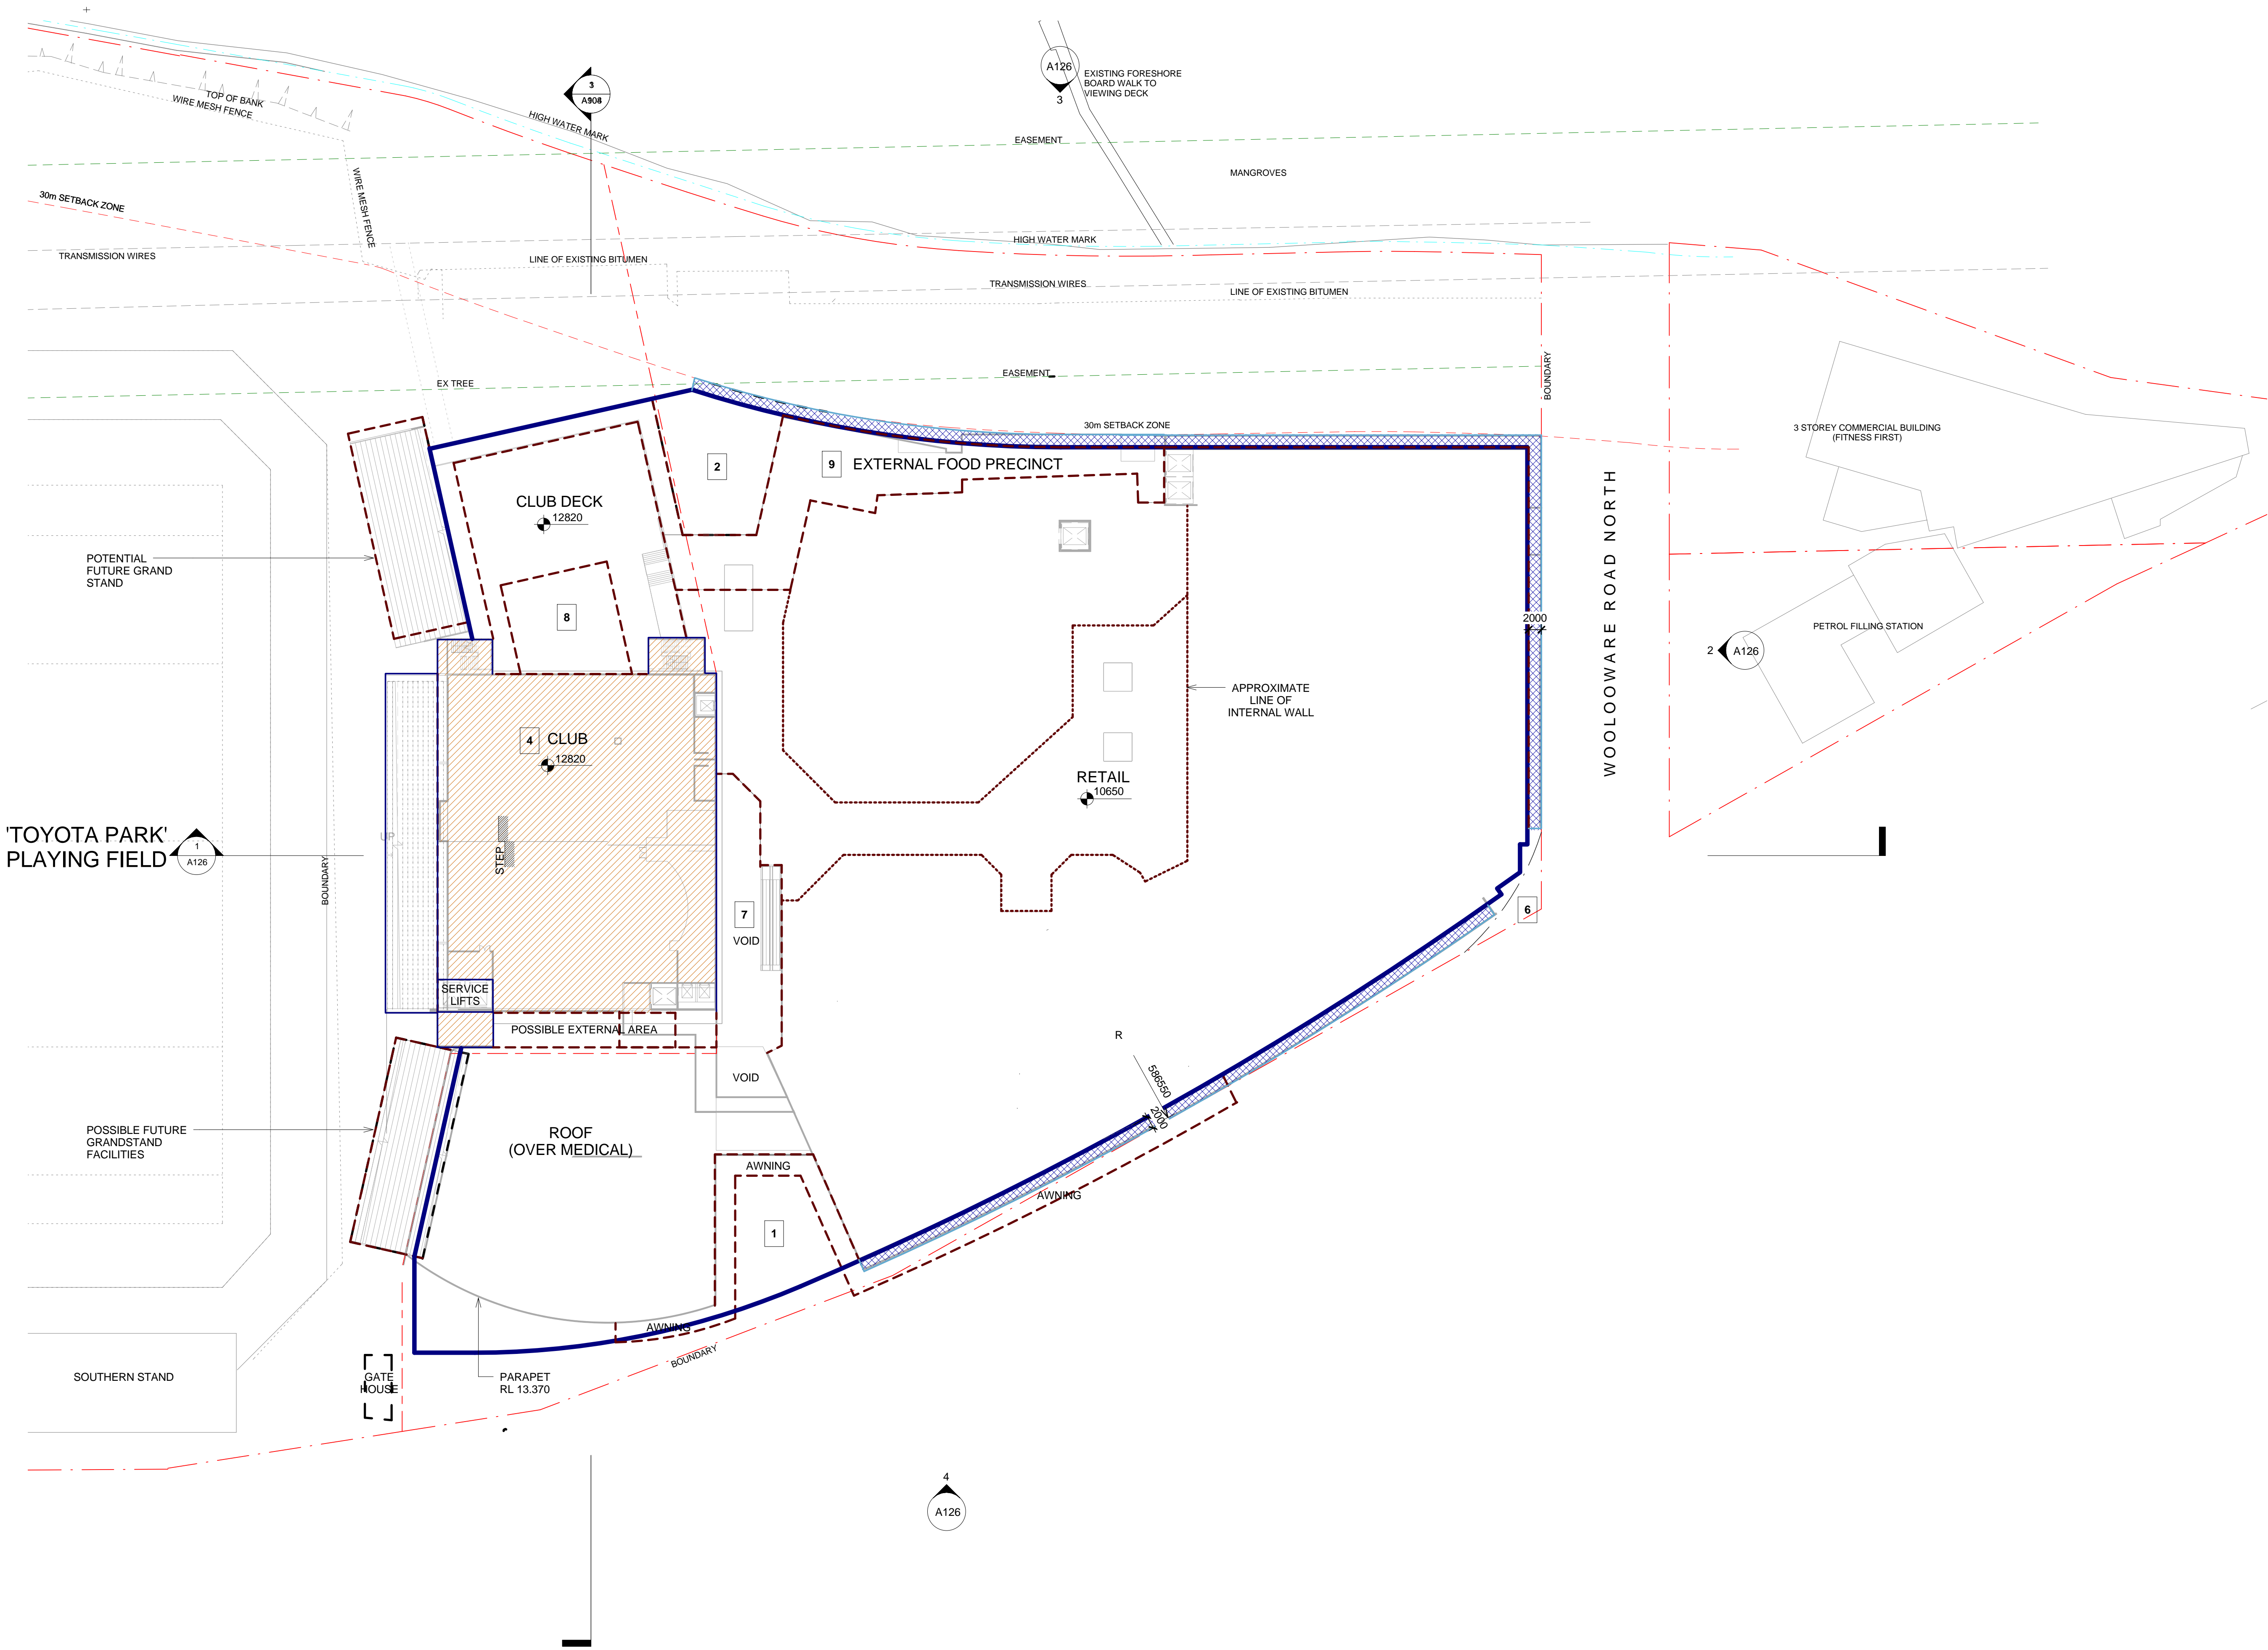 A126
3
EXISTING FORESHORE
BOARD WALK TO
VIEWING DECK
TOP OF BANK
WIRE MESH FENCE
HIGH WATER MARK
EASEMENT
MANGROVES
WIRE MESH FENCE
30m SETBACK ZONE
HIGH WATER MARK
TRANSMISSION WIRES
LINE OF EXISTING BITUMEN
TRANSMISSION WIRES
LINE OF EXISTING BITUMEN
EX TREE
EASEMENT
BOUNDARY
30m SETBACK ZONE
3 STOREY COMMERCIAL BUILDING
(FITNESS FIRST)
2
9
EXTERNAL FOOD PRECINCT
CLUB DECK
12820
WOOLOOWARE ROAD NORTH
POTENTIAL
FUTURE GRAND
STAND
8
2000
PETROL FILLING STATION
2
A126
APPROXIMATE
LINE OF
INTERNAL WALL
4
CLUB
12820
RETAIL
10650
'TOYOTA PARK'
PLAYING FIELD
1
A126
UP
STEP
BOUNDARY
7
VOID
6
SERVICE
LIFTS
POSSIBLE EXTERNAL AREA
R
586550
VOID
2000
POSSIBLE FUTURE
GRANDSTAND
FACILITIES
ROOF
(OVER MEDICAL)
AWNING
AWNING
1
AWNING
BOUNDARY
SOUTHERN STAND
GATE
HOUSE
PARAPET
RL 13.370
4
A126